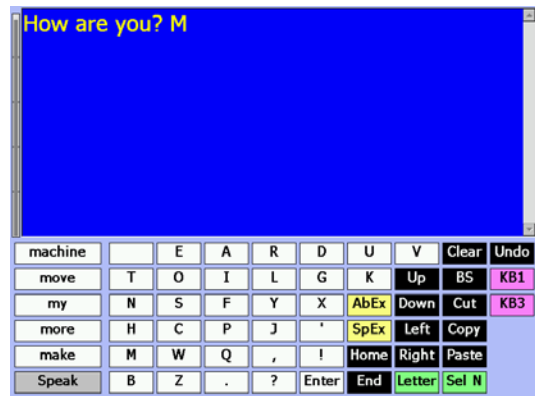 How are you? M
machine E A R D U V Clear Undo
move T O I L G K Up BS KB1
my N S F Y X AbEx Down Cut KB3
more H C P J ' SpEx Left Copy
make M W Q , ! Home Right Paste
Speak B Z . ? Enter End Letter Sel N